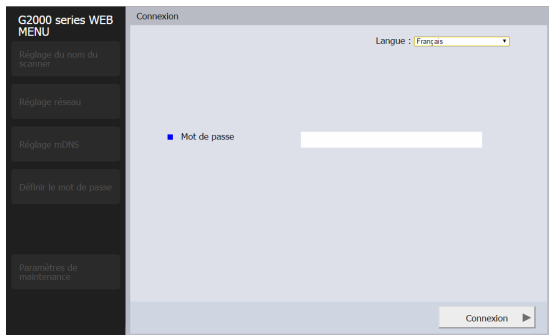 G2000 series WEB
MENU
Réglage du nom du
scanner
Réglage réseau
Réglage mDNS
Définir le mot de passe
Paramètres de
maintenance
Connexion
Langue : Français
Mot de passe
Connexion